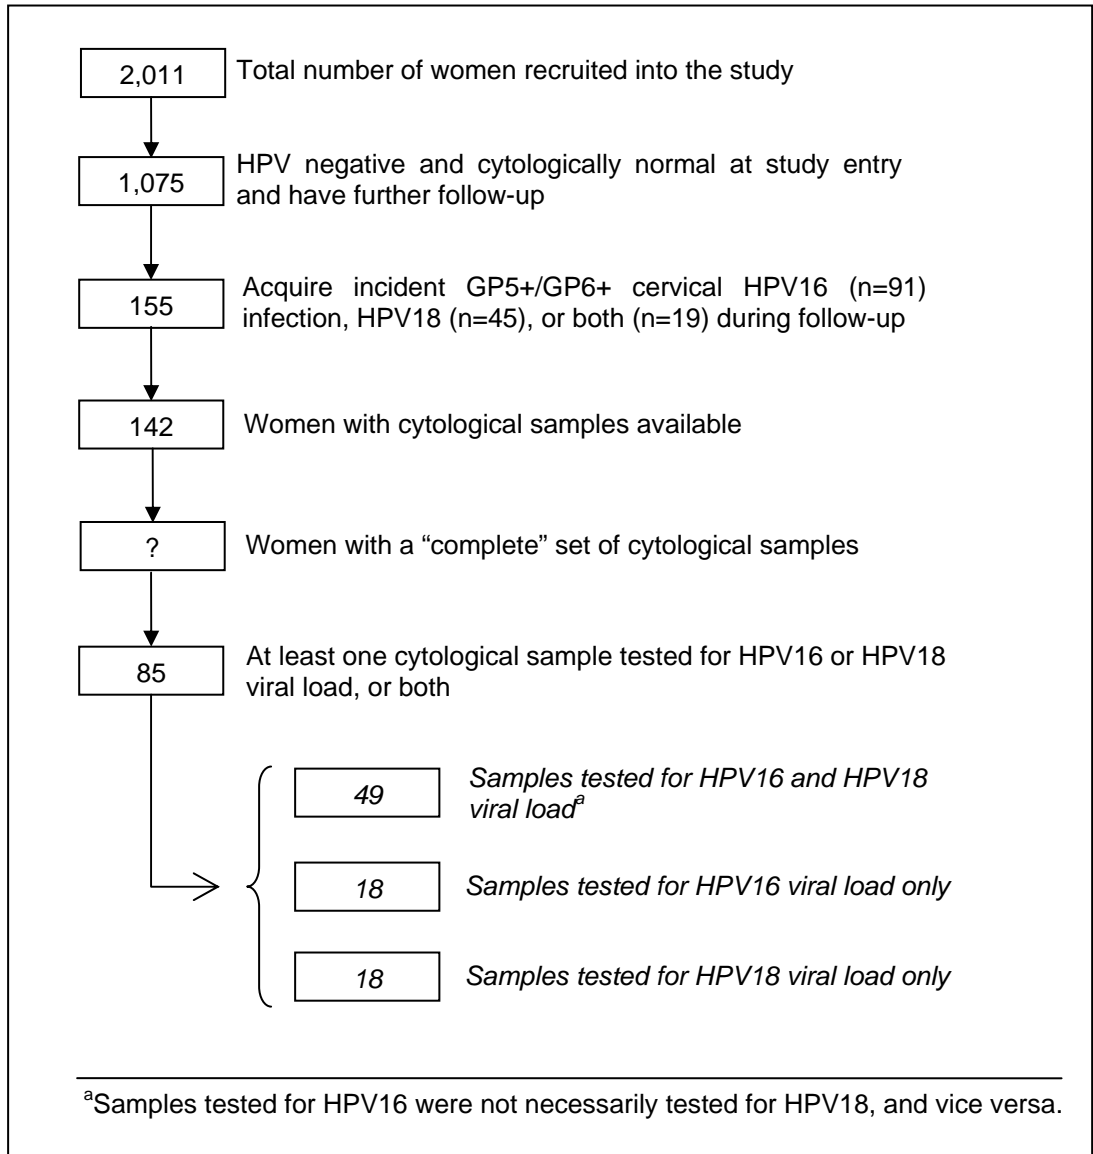 2,011
Total number of women recruited into the study
1,075
HPV negative and cytologically normal at study entry
and have further follow-up
155
Acquire incident GP5+/GP6+ cervical HPV16 (n=91)
infection, HPV18 (n=45), or both (n=19) during follow-up
142
Women with cytological samples available
?
Women with a “complete” set of cytological samples
85
At least one cytological sample tested for HPV16 or HPV18
viral load, or both
49
Samples tested for HPV16 and HPV18
viral loadᵃ
18
Samples tested for HPV16 viral load only
18
Samples tested for HPV18 viral load only
ᵃSamples tested for HPV16 were not necessarily tested for HPV18, and vice versa.